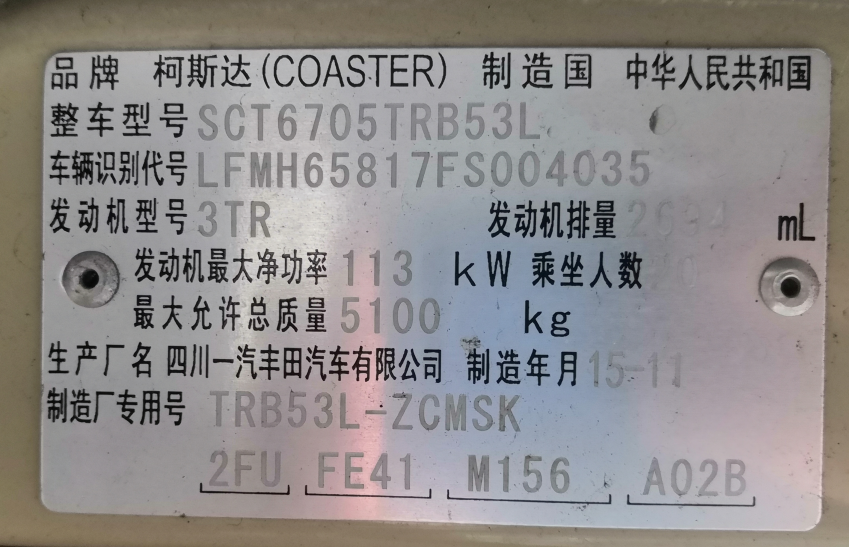 品牌 柯斯达(COASTER) 制造国 中华人民共和国
整车型号 SCT6705TRB53L
车辆识别代号 LFMH65817FS004035
发动机型号 3TR 发动机排量 2694 mL
发动机最大净功率 113 kW 乘坐人数
最大允许总质量 5100 kg
生产厂名 四川一汽丰田汽车有限公司 制造年月 15-11
制造厂专用号 TRB53L-ZCMSK
2FU FE41 M156 A02B